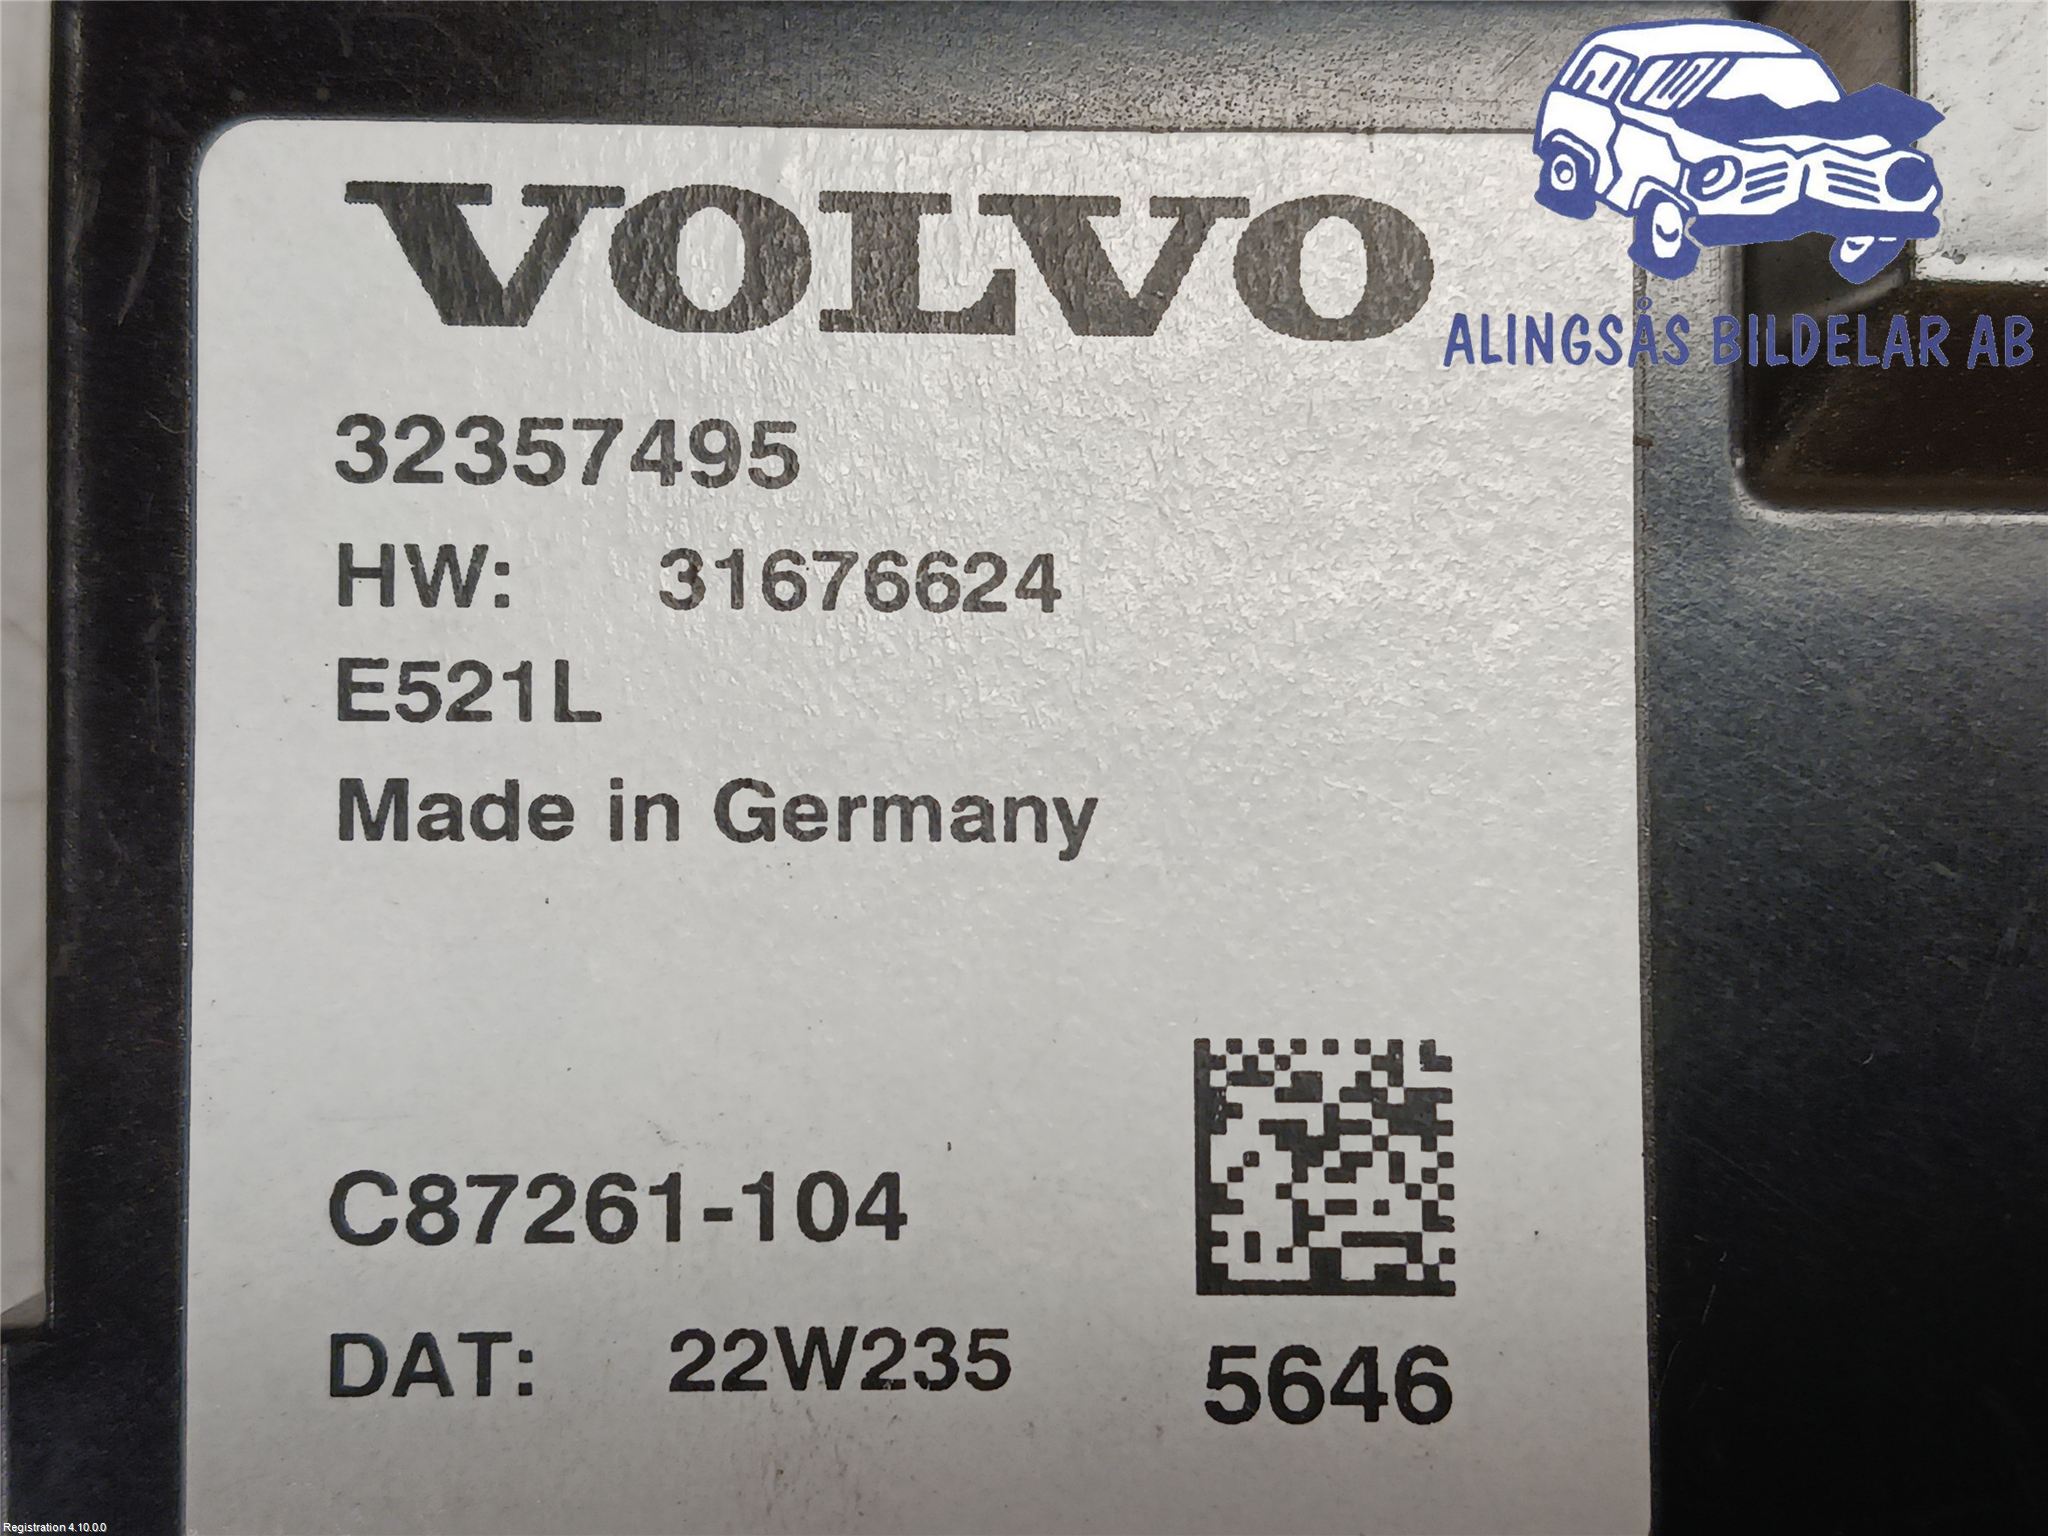 VOLVO
ALINGSÅS BILDELAR AB
32357495
HW: 31676624
E521L
Made in Germany
C87261-104
DAT: 22W235
5646
Registration 4.10.0.0